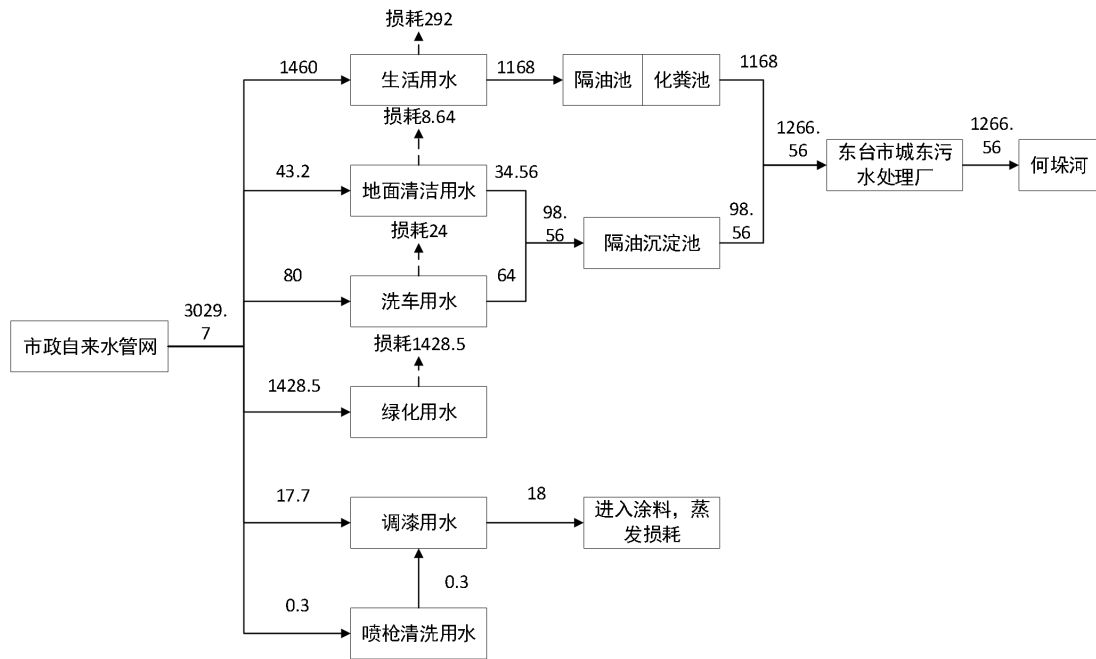 损耗292
1460
生活用水
1168
隔油池
化粪池
1168
损耗8.64
43.2
地面清洁用水
34.56
98.
56
隔油沉淀池
98.
56
1266.
56
东台市城东污
水处理厂
1266.
56
何垛河
损耗24
80
洗车用水
64
市政自来水管网
3029.
7
损耗1428.5
1428.5
绿化用水
17.7
调漆用水
18
进入涂料，蒸
发损耗
0.3
0.3
喷枪清洗用水